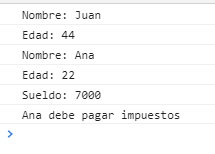 Nombre: Juan
Edad: 44
Nombre: Ana
Edad: 22
Sueldo: 7000
Ana debe pagar impuestos
>